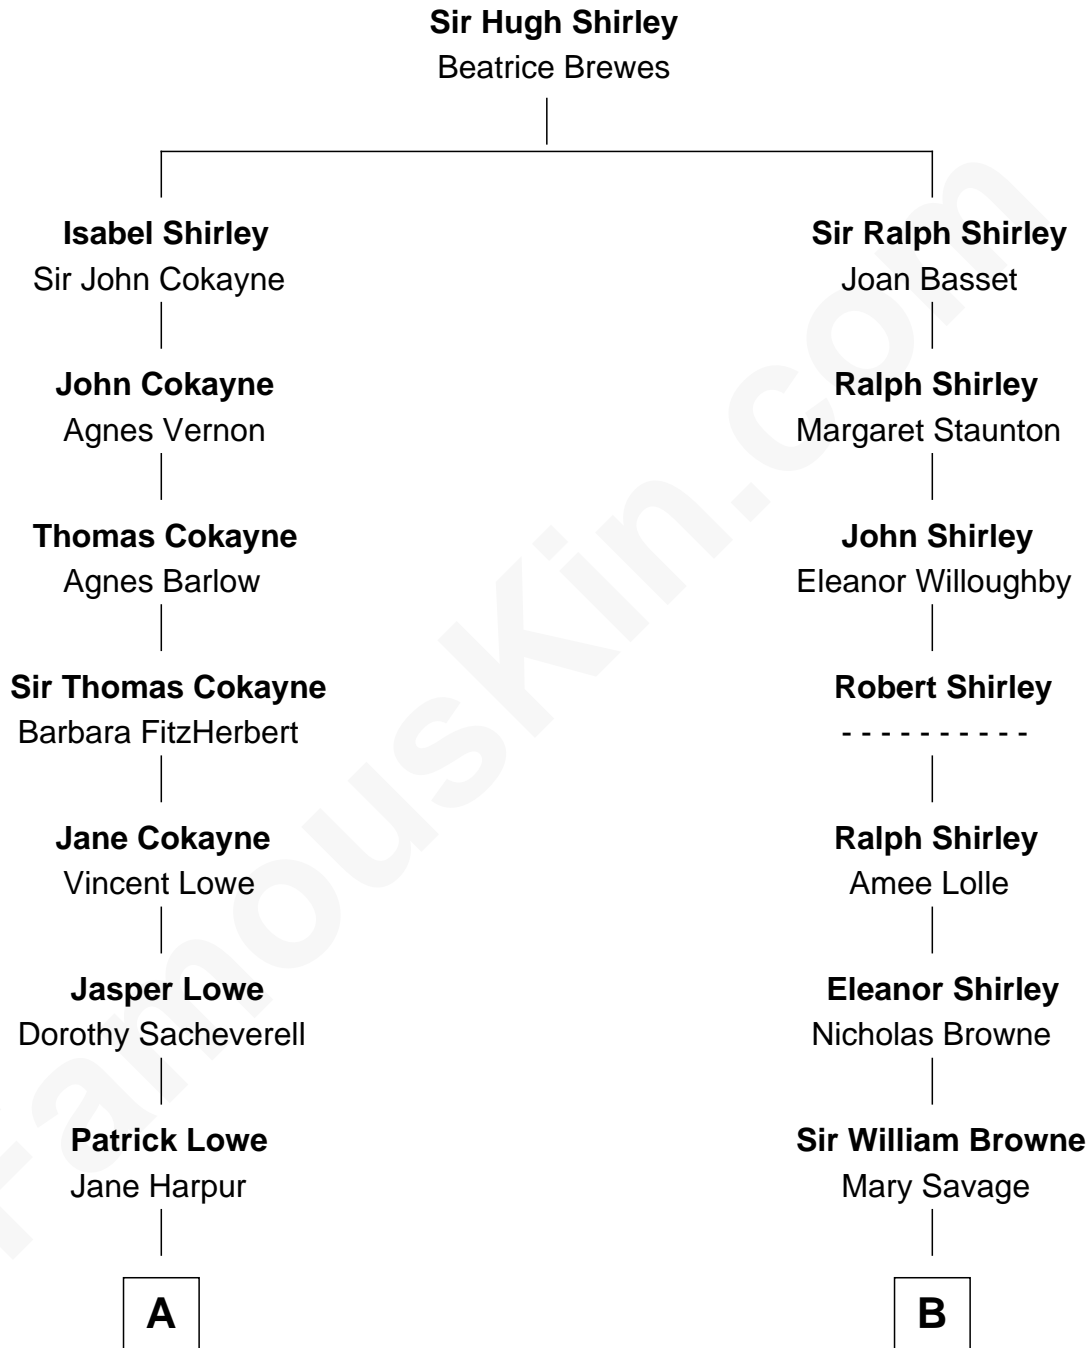 Sir Hugh Shirley
Beatrice Brewes
Isabel Shirley
Sir John Cokayne
Sir Ralph Shirley
Joan Basset
John Cokayne
Agnes Vernon
Ralph Shirley
Margaret Staunton
Thomas Cokayne
Agnes Barlow
John Shirley
Eleanor Willoughby
Sir Thomas Cokayne
Barbara FitzHerbert
Robert Shirley
- - - - - - - - - -
Jane Cokayne
Vincent Lowe
Ralph Shirley
Amee Lolle
Jasper Lowe
Dorothy Sacheverell
Eleanor Shirley
Nicholas Browne
Patrick Lowe
Jane Harpur
Sir William Browne
Mary Savage
A
B
FamousKin.com